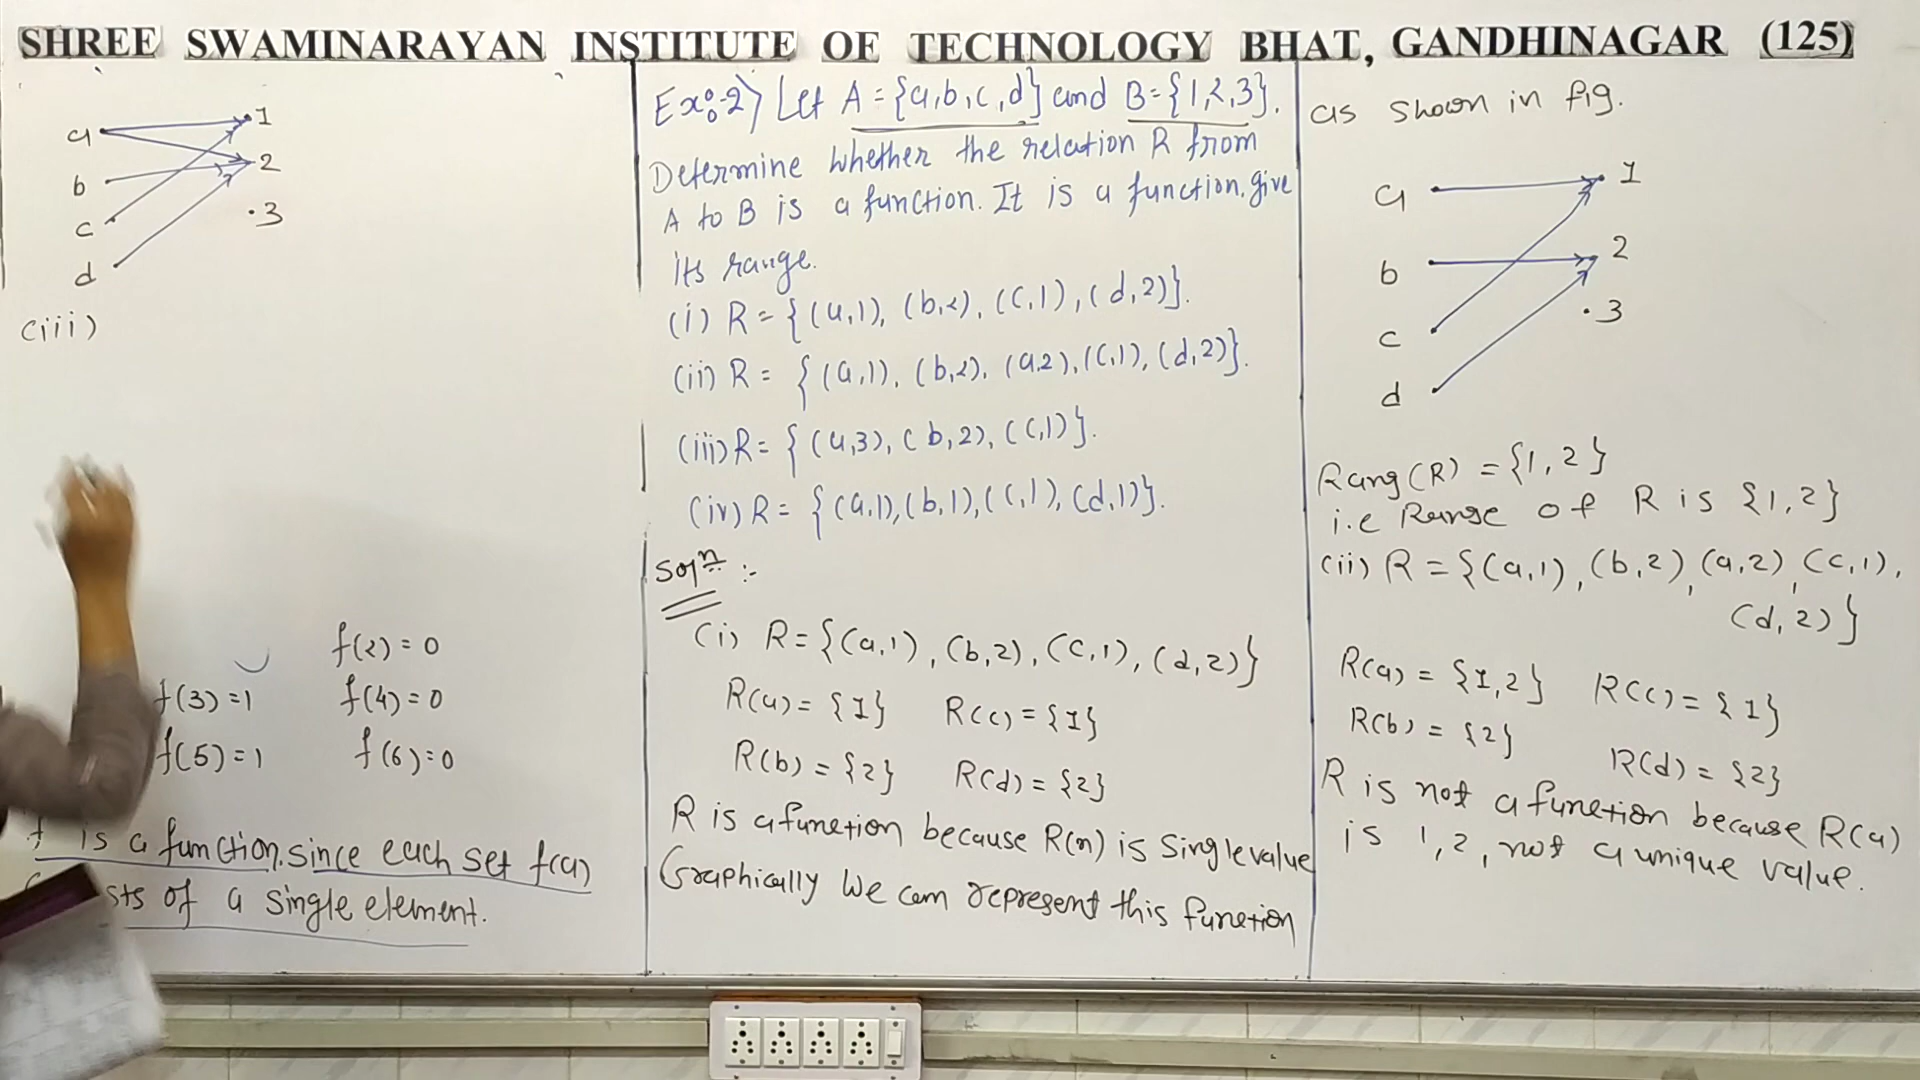 SHREE SWAMINARAYAN INSTITUTE OF TECHNOLOGY BHAT, GANDHINAGAR (125)
a 1
b 2
c 3
d
(iii)
f(2) = 0
f(3) = 1 f(4) = 0
f(5) = 1 f(6) = 0
f is a function, since each set f(a)
of a single element.
Ex:-2) Let A = {a,b,c,d} and B = {1,2,3}.
Determine whether the relation R from
A to B is a function. It is a function. give
its range.
(i) R = {(a,1), (b,2), (c,1), (d,2)}.
(ii) R = {(a,1), (b,2), (a,2), (c,1), (d,2)}.
(iii) R = {(a,3), (b,2), (c,1)}.
(iv) R = {(a,1), (b,1), (c,1), (d,1)}.
Solⁿ :-
(i) R = {(a,1), (b,2), (c,1), (d,2)}
R(a) = {1} R(c) = {1}
R(b) = {2} R(d) = {2}
R is a function because R(n) is single value
Graphically We can represent this function
as shown in fig.
a 1
b 2
c 3
d
Rang(R) = {1,2}
i.e Range of R is {1,2}
(ii) R = {(a,1), (b,2), (a,2), (c,1),
(d,2)}
R(a) = {1,2} R(c) = {1}
R(b) = {2} R(d) = {2}
R is not a function because R(a)
is 1,2, not a unique value.